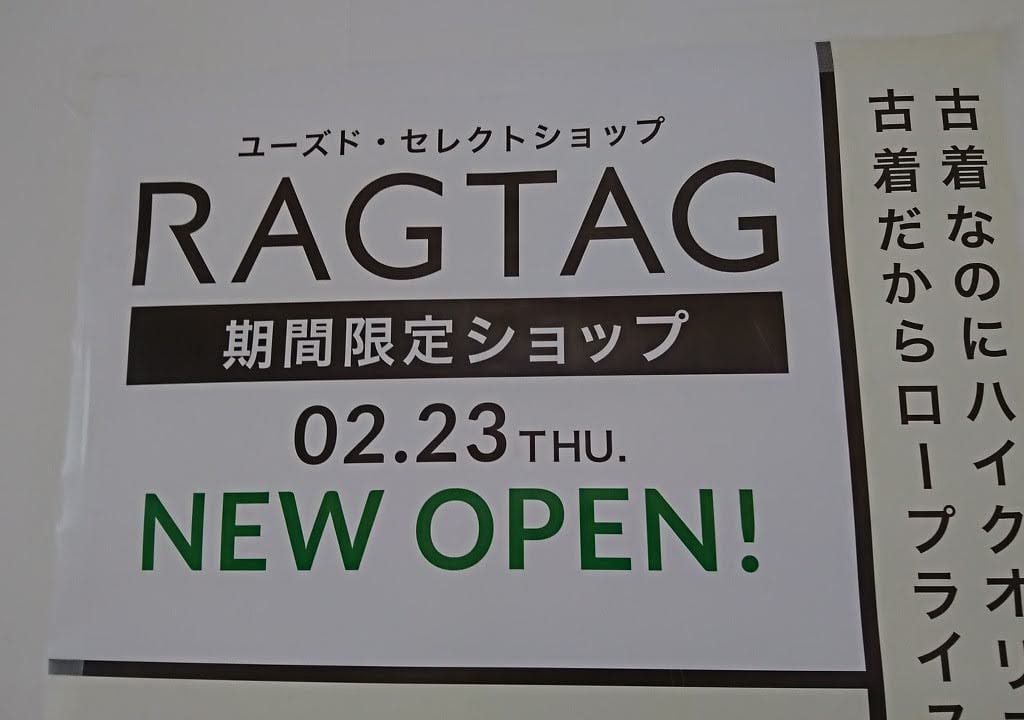 ユーズド・セレクトショップ
RAGTAG
期間限定ショップ
02.23 THU.
NEW OPEN!
古着なのにハイクオリ
古着だからロープライス